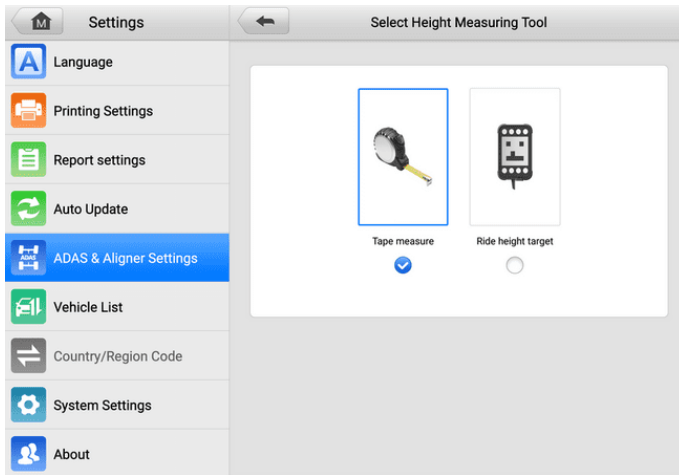 M
Settings
Select Height Measuring Tool
A
Language
Printing Settings
Report settings
Auto Update
ADAS
ADAS & Aligner Settings
Vehicle List
Country/Region Code
System Settings
About
Tape measure
Ride height target